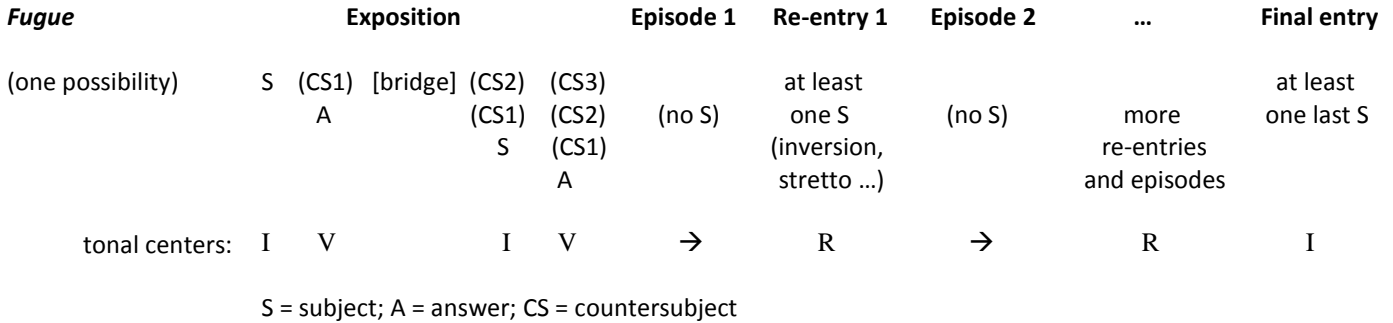 Fugue Exposition Episode 1 Re-entry 1 Episode 2 … Final entry
(one possibility) S (CS1) [bridge] (CS2) (CS3) at least at least
A (CS1) (CS2) (no S) one S (no S) more one last S
S (CS1) (inversion, re-entries
A stretto …) and episodes
tonal centers: I V I V → R → R I
S = subject; A = answer; CS = countersubject